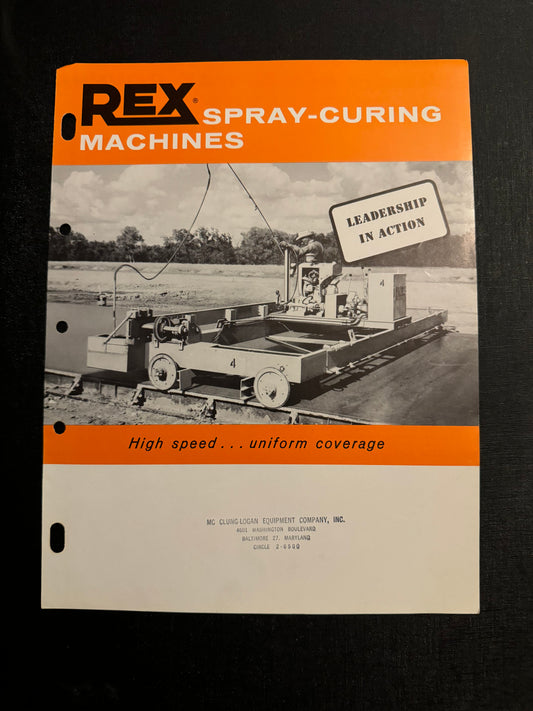 REX® SPRAY-CURING
MACHINES
LEADERSHIP
IN ACTION
4
4
High speed... uniform coverage
MC CLUNG-LOGAN EQUIPMENT COMPANY, INC.
4601 WASHINGTON BOULEVARD
BALTIMORE 27, MARYLAND
CIRCLE 2-6500